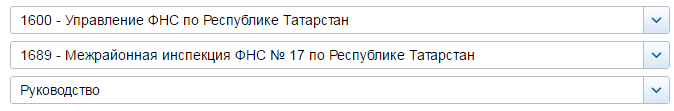 1600 - Управление ФНС по Республике Татарстан
1689 - Межрайонная инспекция ФНС № 17 по Республике Татарстан
Руководство